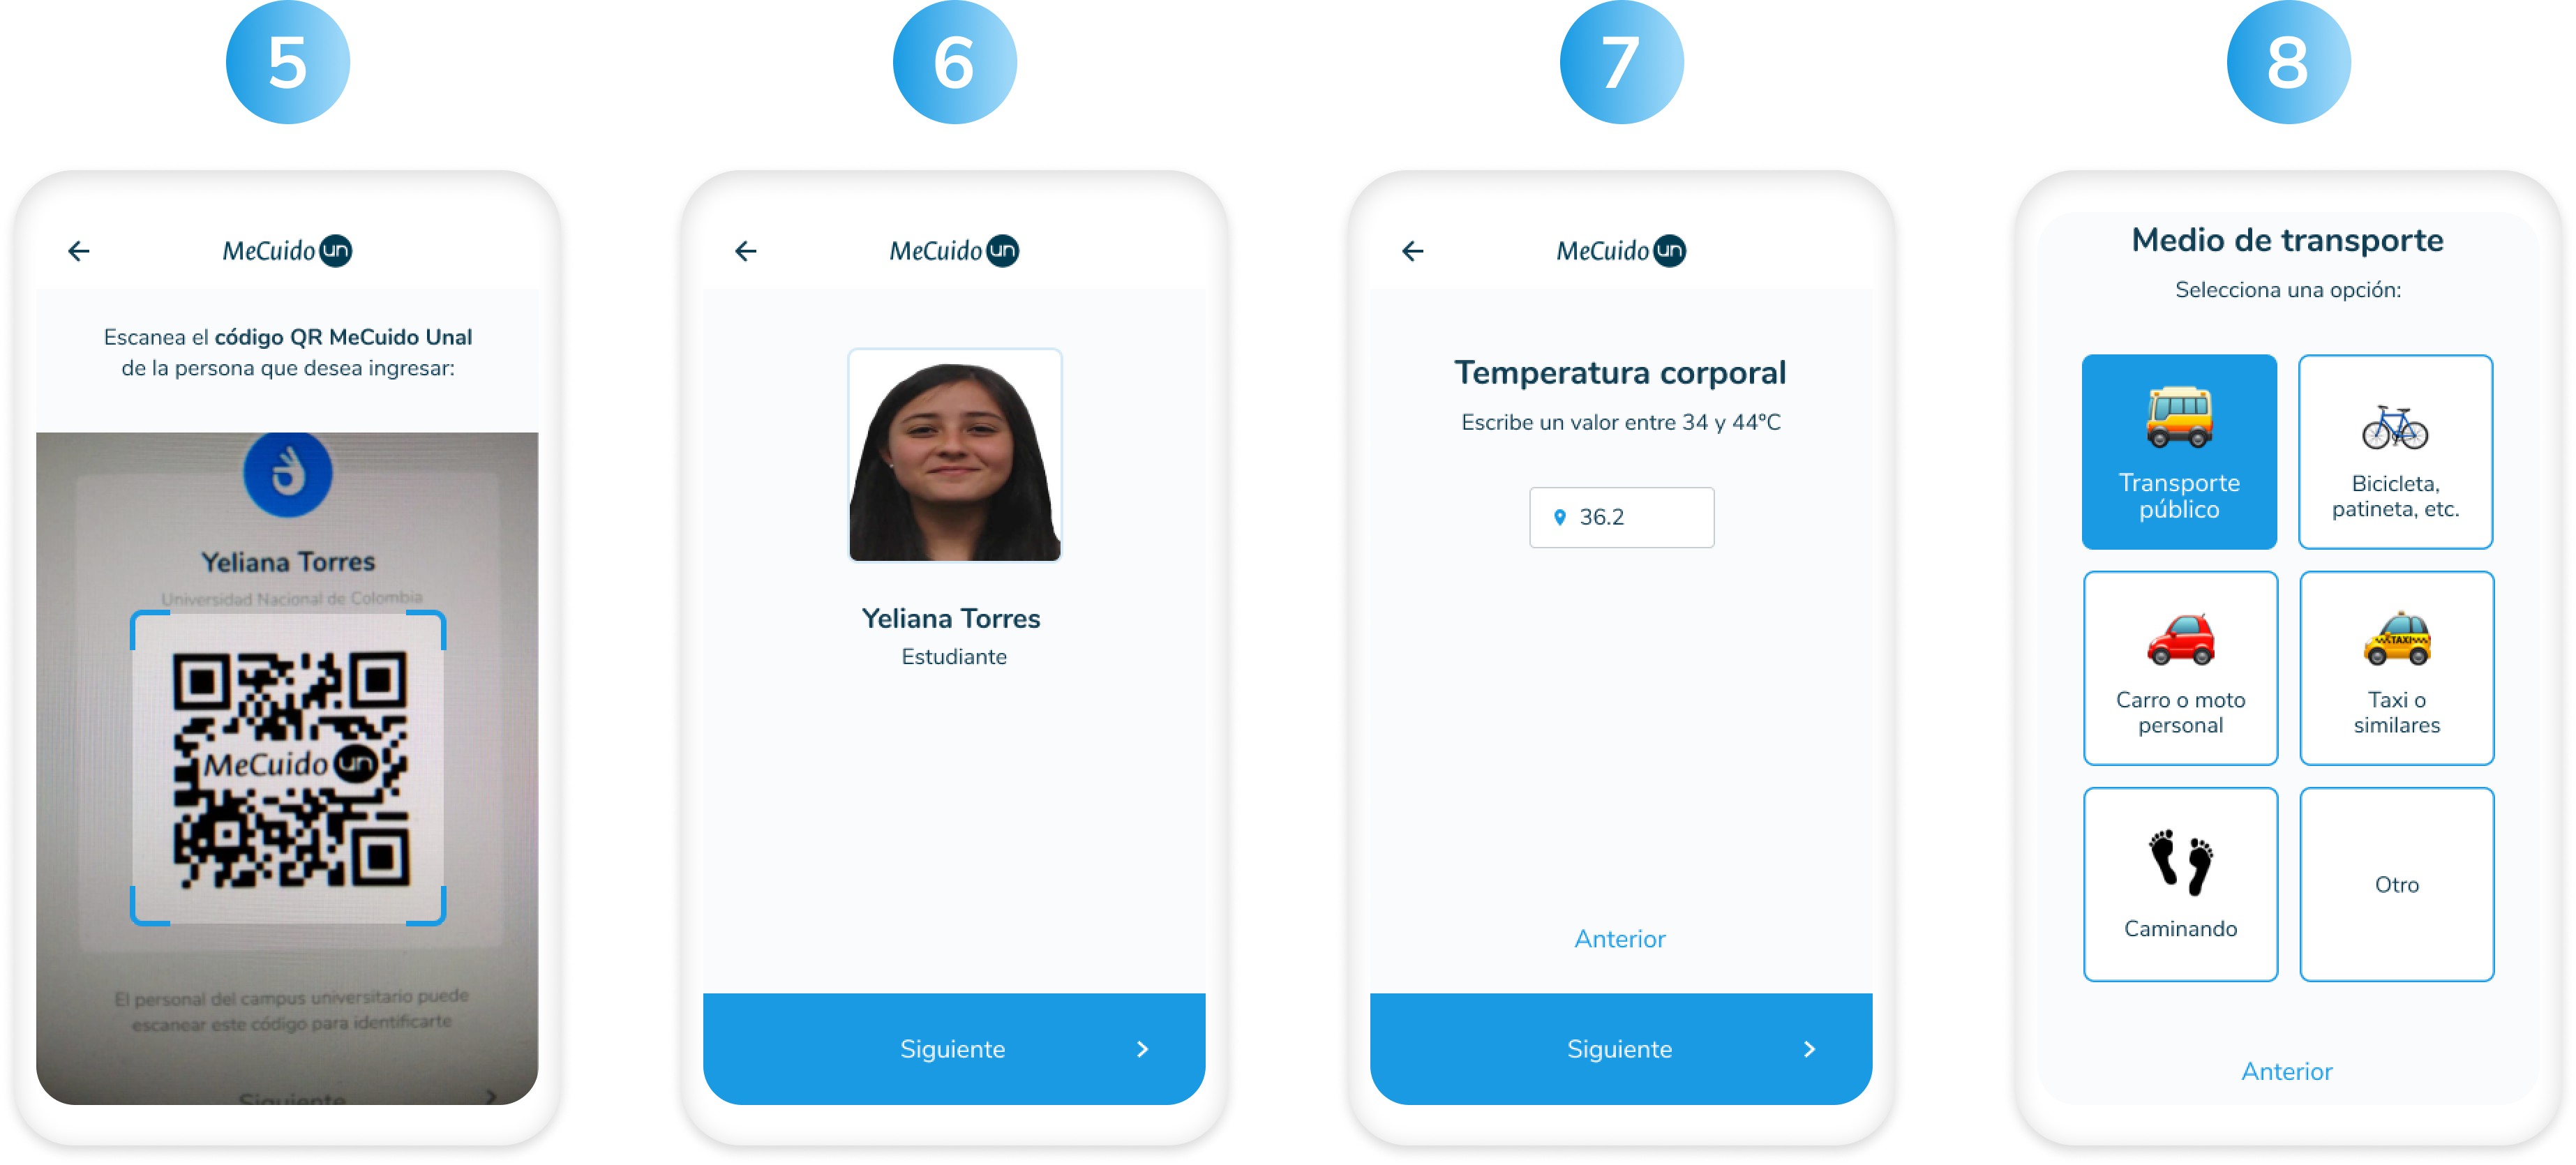 5
MeCuido un
Escanea el código QR MeCuido Unal
de la persona que desea ingresar:
Yeliana Torres
Universidad Nacional de Colombia
MeCuido un
El personal del campus universitario puede
escanear este código para identificarte
Siguiente
6
MeCuido un
Yeliana Torres
Estudiante
Siguiente
7
MeCuido un
Temperatura corporal
Escribe un valor entre 34 y 44°C
36.2
Anterior
Siguiente
8
Medio de transporte
Selecciona una opción:
Transporte
público
Bicicleta,
patineta, etc.
Carro o moto
personal
TAXI
Taxi o
similares
Caminando
Otro
Anterior